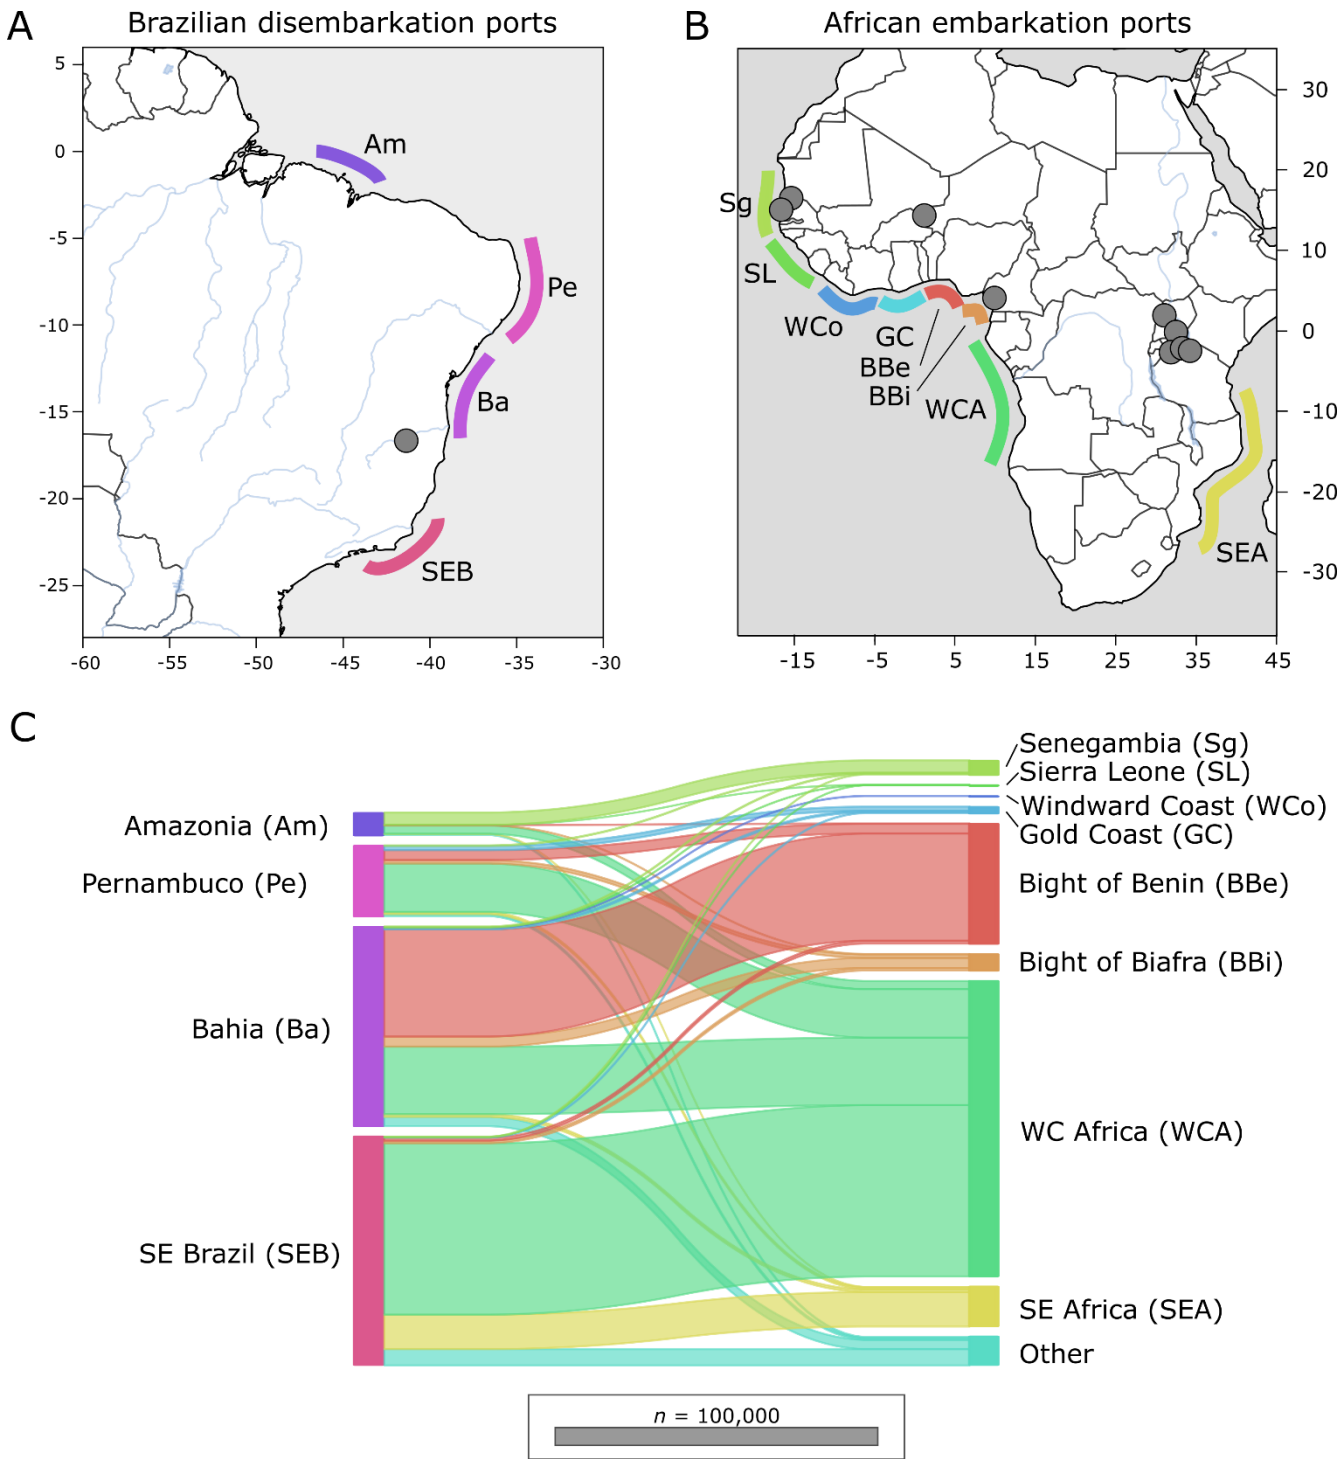 A
Brazilian disembarkation ports
5
0
-5
-10
-15
-20
-25
-60
-55
-50
-45
-40
-35
-30
Am
Pe
Ba
SEB
B
African embarkation ports
30
20
10
0
-10
-20
-30
-15
-5
5
15
25
35
45
Sg
SL
WCo
GC
BBe
BBi
WCA
SEA
C
Amazonia (Am)
Pernambuco (Pe)
Bahia (Ba)
SE Brazil (SEB)
Senegambia (Sg)
Sierra Leone (SL)
Windward Coast (WCo)
Gold Coast (GC)
Bight of Benin (BBe)
Bight of Biafra (BBi)
WC Africa (WCA)
SE Africa (SEA)
Other
n = 100,000